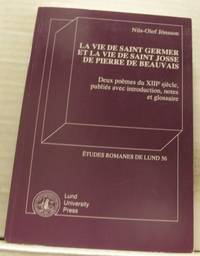 Nils-Olof Jönsson
LA VIE DE SAINT GERMER
ET LA VIE DE SAINT JOSSE
DE PIERRE DE BEAUVAIS
Deux poèmes du XIIIᵉ siècle,
publiés avec introduction, notes
et glossaire
ÉTUDES ROMANES DE LUND 56
Lund
University
Press